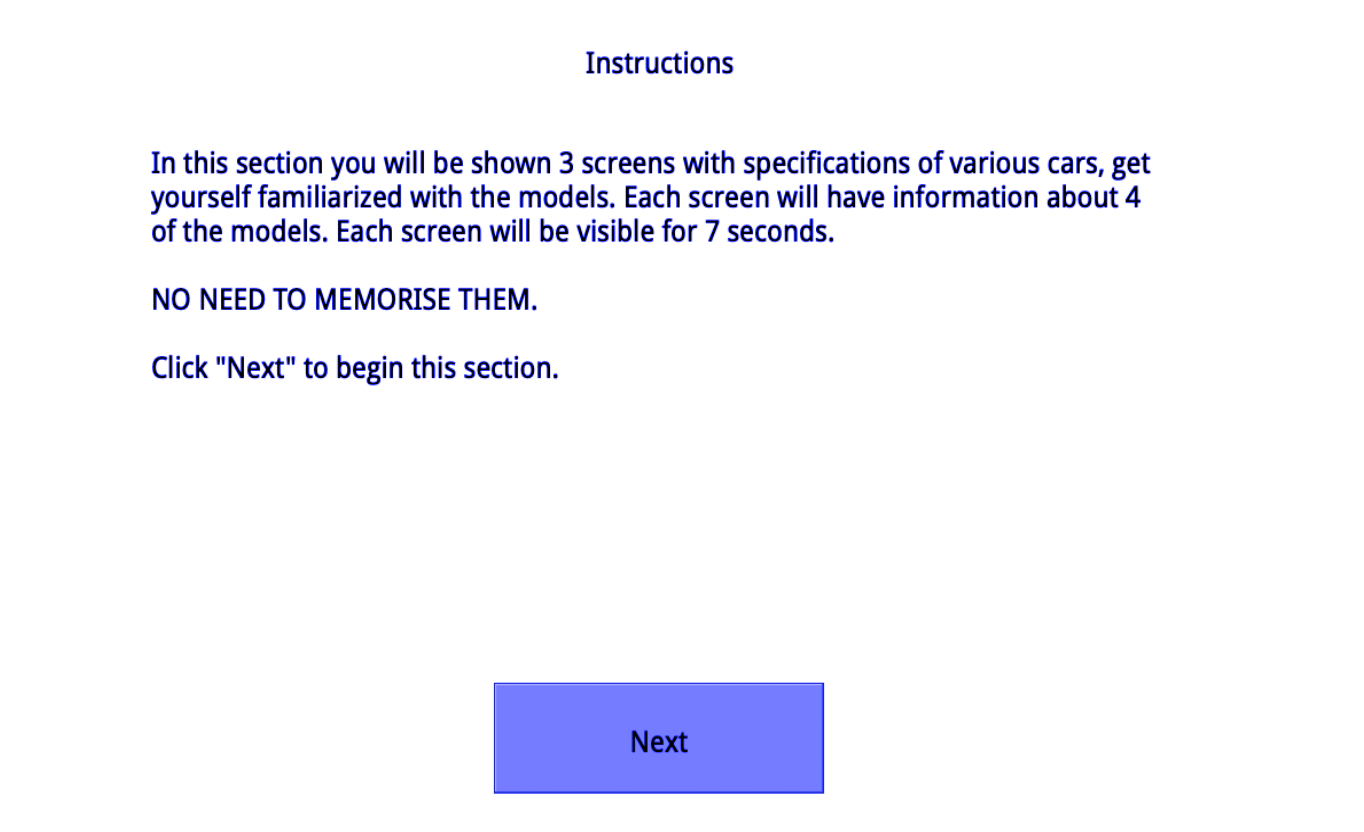 Instructions
In this section you will be shown 3 screens with specifications of various cars, get
yourself familiarized with the models. Each screen will have information about 4
of the models. Each screen will be visible for 7 seconds.
NO NEED TO MEMORISE THEM.
Click "Next" to begin this section.
Next